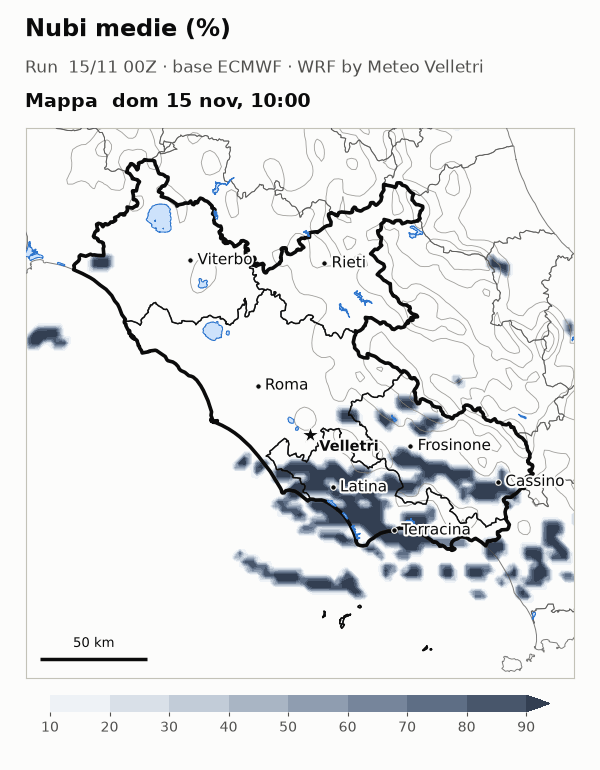 Nubi medie (%)
Run 15/11 00Z · base ECMWF · WRF by Meteo Velletri
Mappa dom 15 nov, 10:00
Viterbo
Rieti
Roma
Velletri
Frosinone
Latina
Cassino
Terracina
50 km
10 20 30 40 50 60 70 80 90